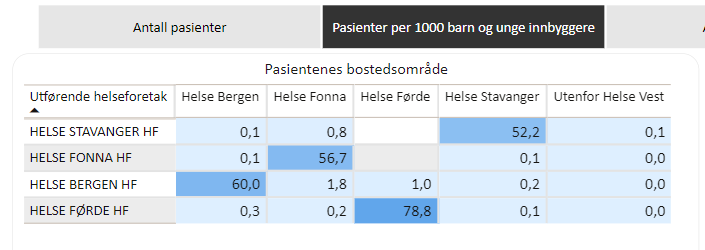 Antall pasienter Pasienter per 1000 barn og unge innbyggere
Pasientenes bostedsområde
Utførende helseforetak Helse Bergen Helse Fonna Helse Førde Helse Stavanger Utenfor Helse Vest
HELSE STAVANGER HF 0,1 0,8 52,2 0,1
HELSE FONNA HF 0,1 56,7 0,1 0,0
HELSE BERGEN HF 60,0 1,8 1,0 0,2 0,0
HELSE FØRDE HF 0,3 0,2 78,8 0,1 0,0